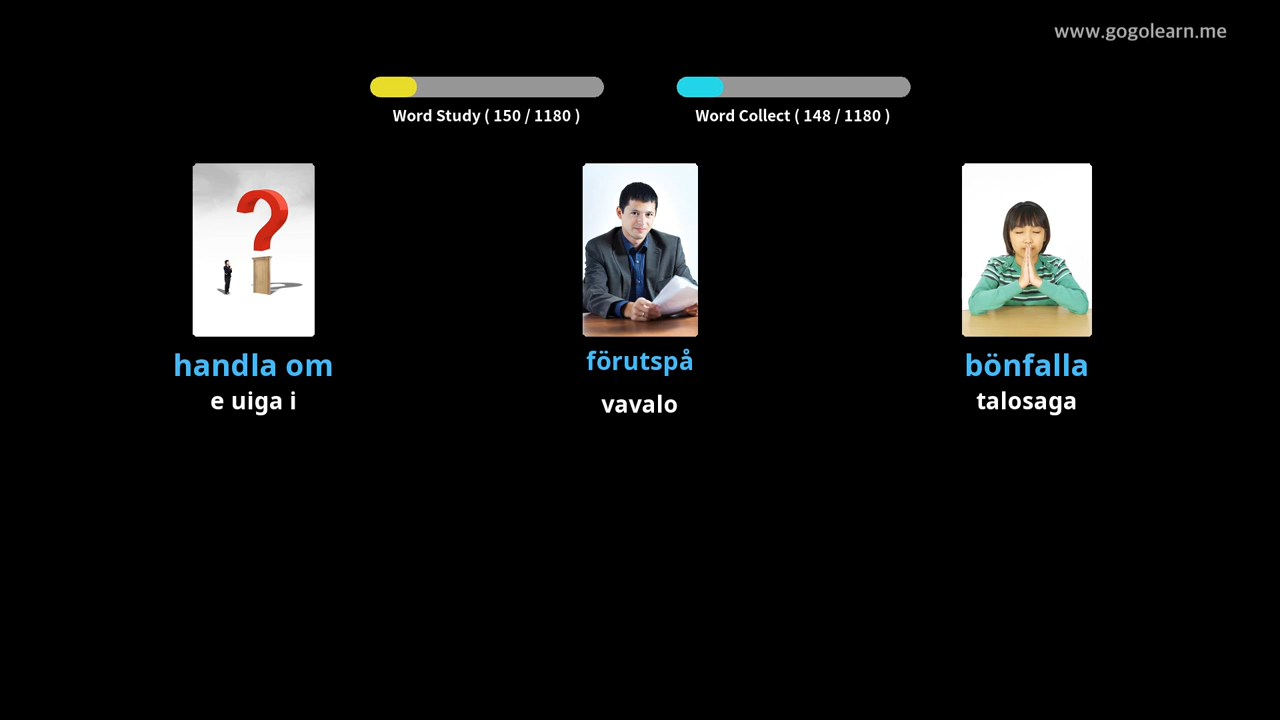 www.gogolearn.me
Word Study ( 150 / 1180 )
Word Collect ( 148 / 1180 )
handla om
e uiga i
förutspå
vavalo
bönfalla
talosaga